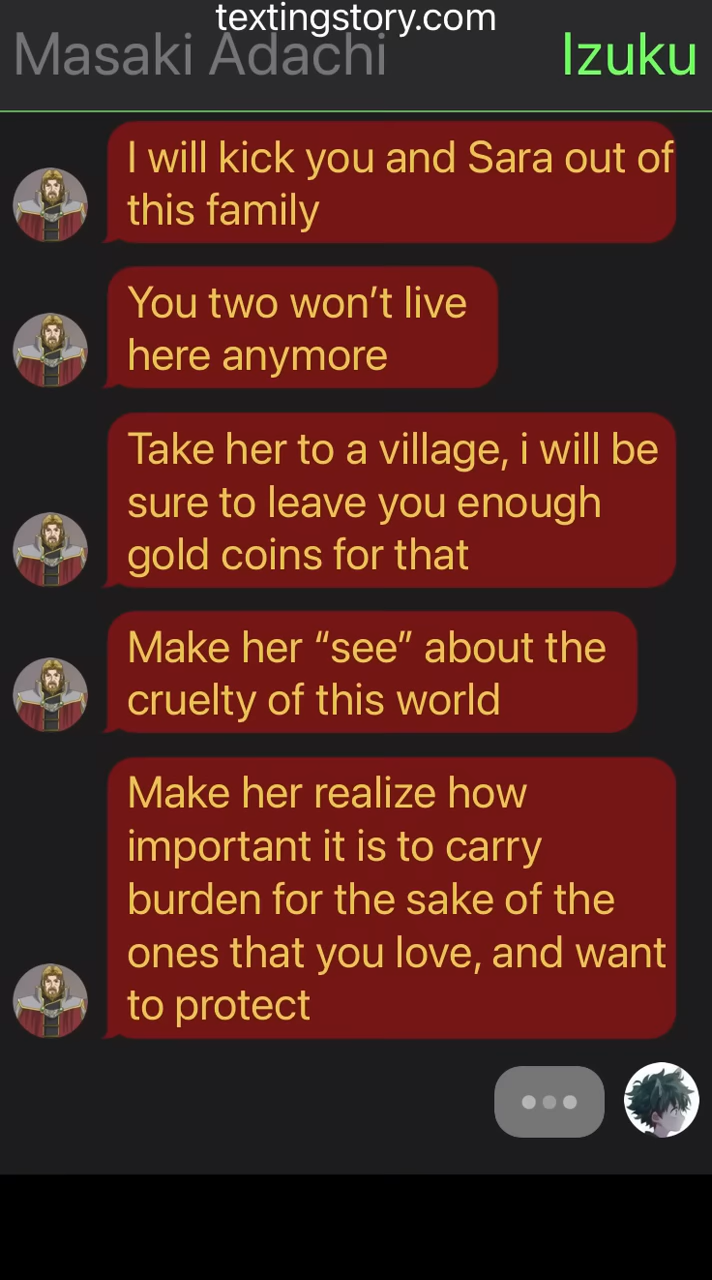 textingstory.com
Masaki Adachi
Izuku
I will kick you and Sara out of
this family
You two won’t live
here anymore
Take her to a village, i will be
sure to leave you enough
gold coins for that
Make her “see” about the
cruelty of this world
Make her realize how
important it is to carry
burden for the sake of the
ones that you love, and want
to protect